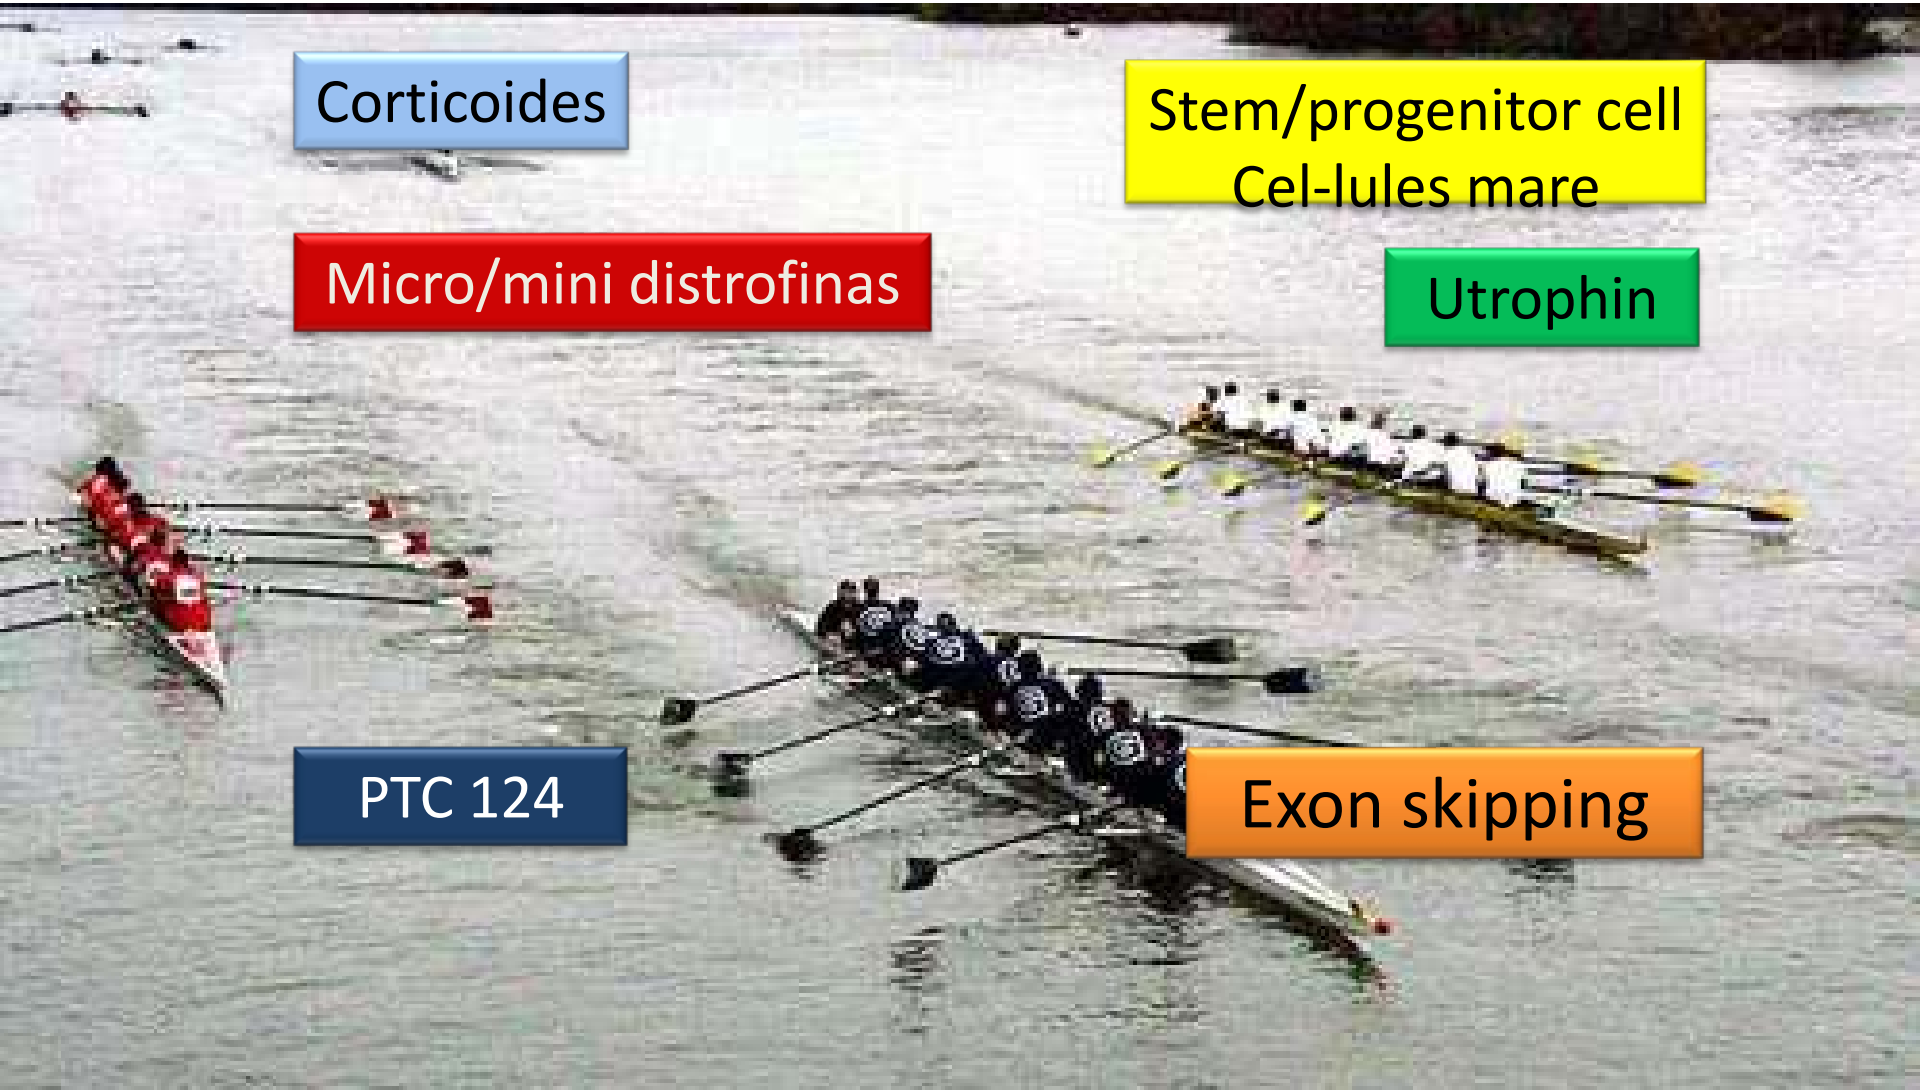 Corticoides
Stem/progenitor cell
Cel-lules mare
Micro/mini distrofinas
Utrophin
PTC 124
Exon skipping